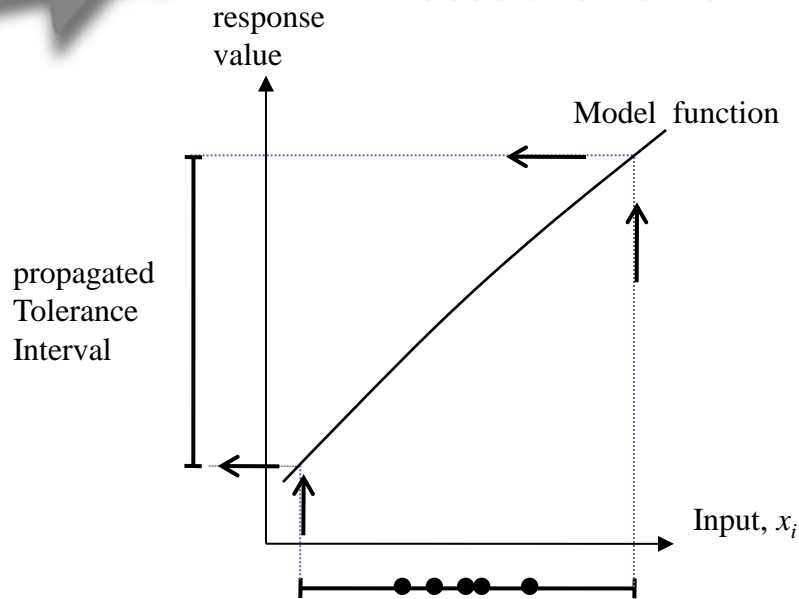 response
value
Model function
propagated
Tolerance
Interval
Input, xᵢ